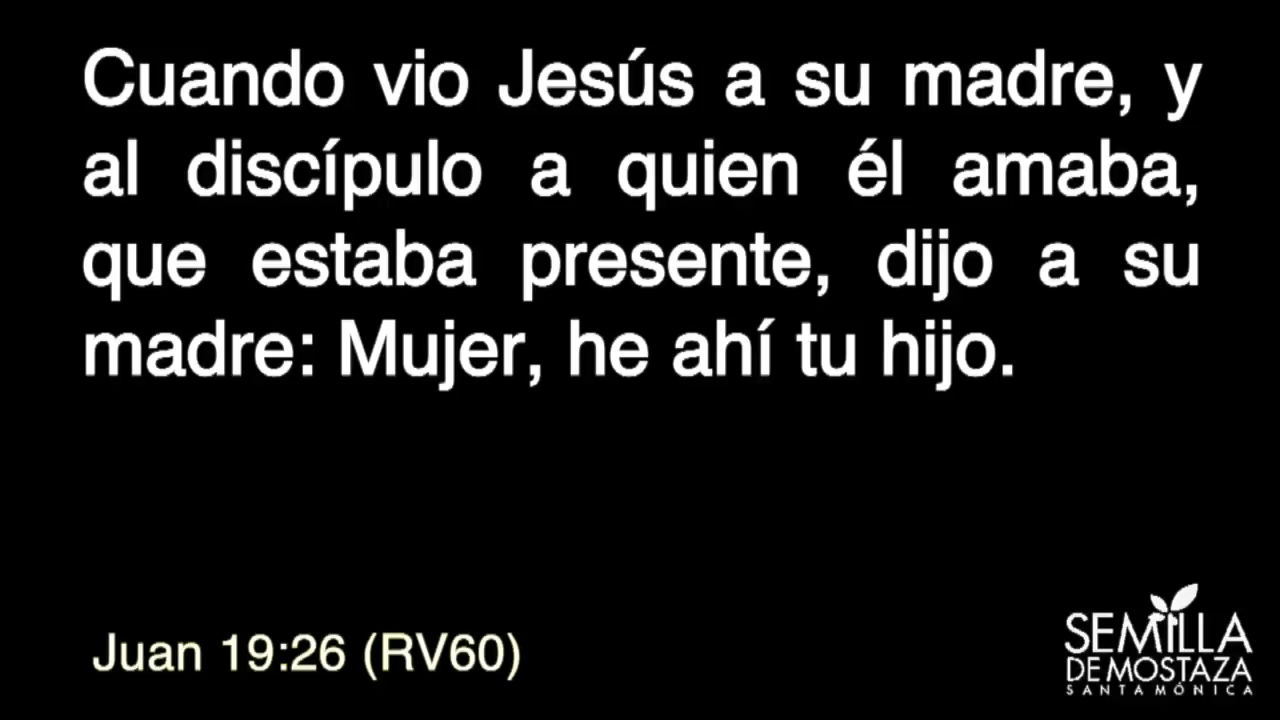 Cuando vio Jesús a su madre, y
al discípulo a quien él amaba,
que estaba presente, dijo a su
madre: Mujer, he ahí tu hijo.
Juan 19:26 (RV60)
SEMILLA
DE MOSTAZA
SANTA MÓNICA